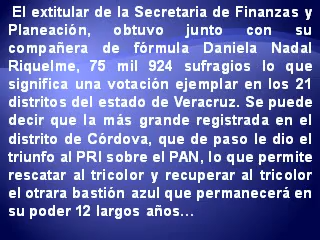 El extitular de la Secretaria de Finanzas y
Planeación, obtuvo junto con su
compañera de fórmula Daniela Nadal
Riquelme, 75 mil 924 sufragios lo que
significa una votación ejemplar en los 21
distritos del estado de Veracruz. Se puede
decir que la más grande registrada en el
distrito de Córdova, que de paso le dio el
triunfo al PRI sobre el PAN, lo que permite
rescatar al tricolor y recuperar al tricolor
el otrara bastión azul que permanecerá en
su poder 12 largos años…